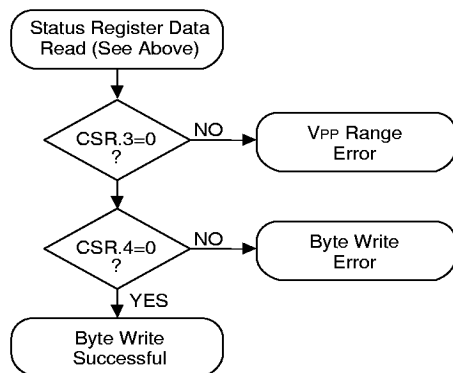 Status Register Data
Read (See Above)
CSR.3=0
?
NO
VPP Range
Error
CSR.4=0
?
NO
Byte Write
Error
YES
Byte Write
Successful